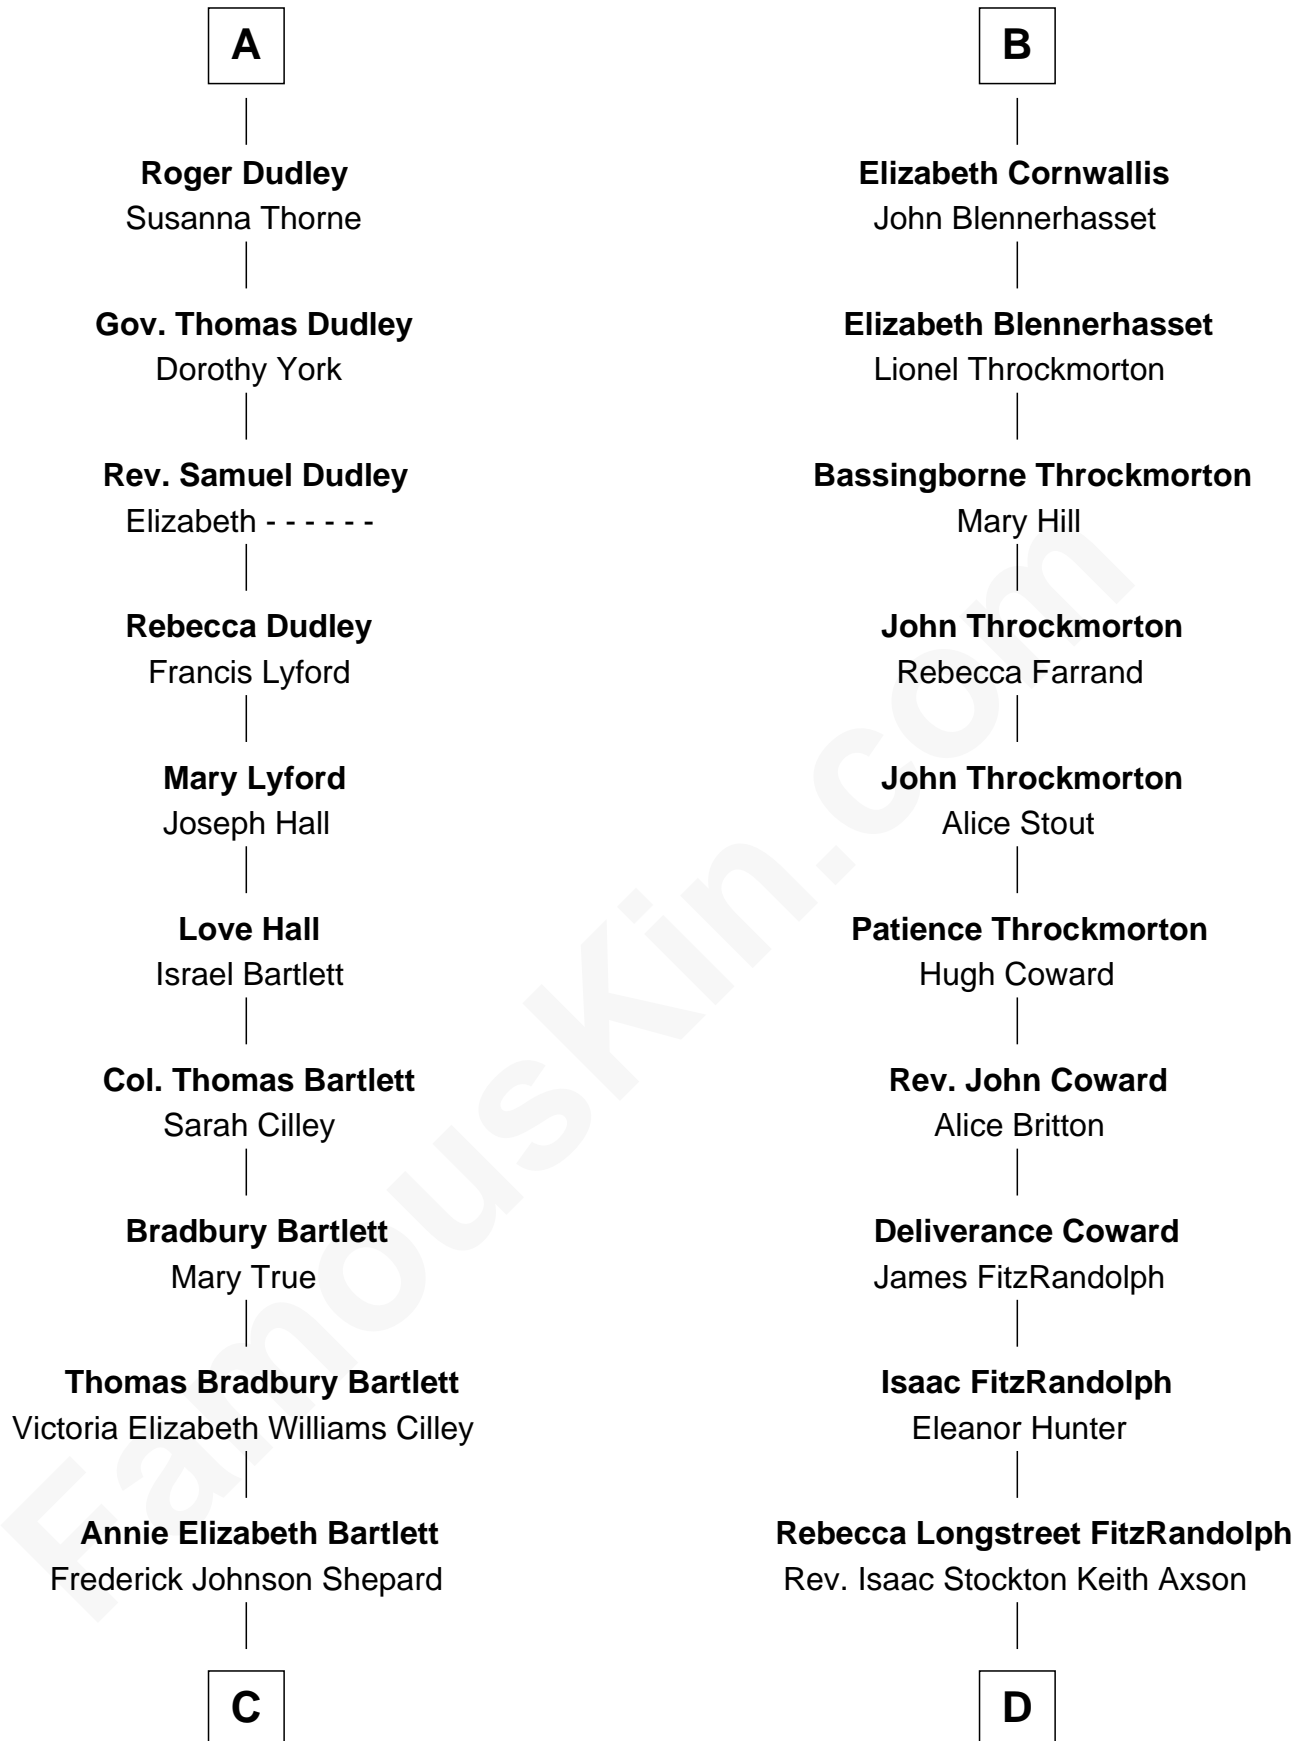 A
Roger Dudley
Susanna Thorne
Gov. Thomas Dudley
Dorothy York
Rev. Samuel Dudley
Elizabeth - - - - - -
Rebecca Dudley
Francis Lyford
Mary Lyford
Joseph Hall
Love Hall
Israel Bartlett
Col. Thomas Bartlett
Sarah Cilley
Bradbury Bartlett
Mary True
Thomas Bradbury Bartlett
Victoria Elizabeth Williams Cilley
Annie Elizabeth Bartlett
Frederick Johnson Shepard
C
B
Elizabeth Cornwallis
John Blennerhasset
Elizabeth Blennerhasset
Lionel Throckmorton
Bassingborne Throckmorton
Mary Hill
John Throckmorton
Rebecca Farrand
John Throckmorton
Alice Stout
Patience Throckmorton
Hugh Coward
Rev. John Coward
Alice Britton
Deliverance Coward
James FitzRandolph
Isaac FitzRandolph
Eleanor Hunter
Rebecca Longstreet FitzRandolph
Rev. Isaac Stockton Keith Axson
D
FamousKin.com